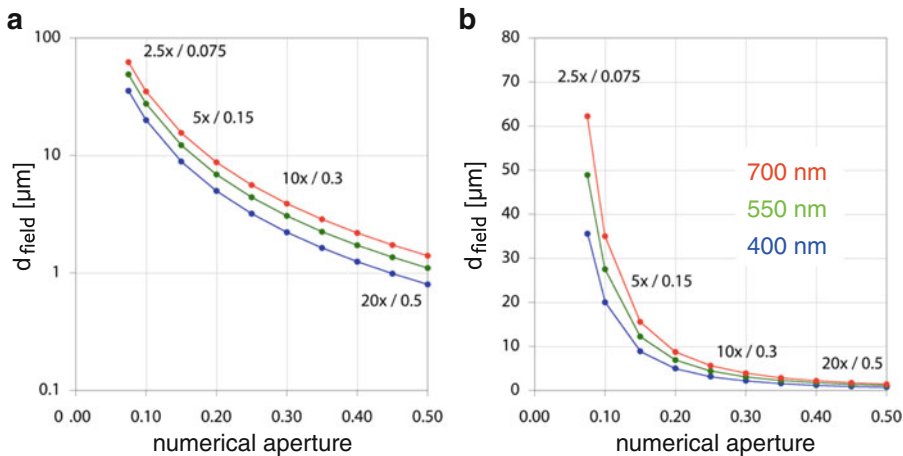 a
100
10
1
0.1
d_field [µm]
2.5x / 0.075
5x / 0.15
10x / 0.3
20x / 0.5
0.00 0.10 0.20 0.30 0.40 0.50
numerical aperture
b
80
70
60
50
40
30
20
10
0
d_field [µm]
2.5x / 0.075
700 nm
550 nm
400 nm
5x / 0.15
10x / 0.3
20x / 0.5
0.00 0.10 0.20 0.30 0.40 0.50
numerical aperture